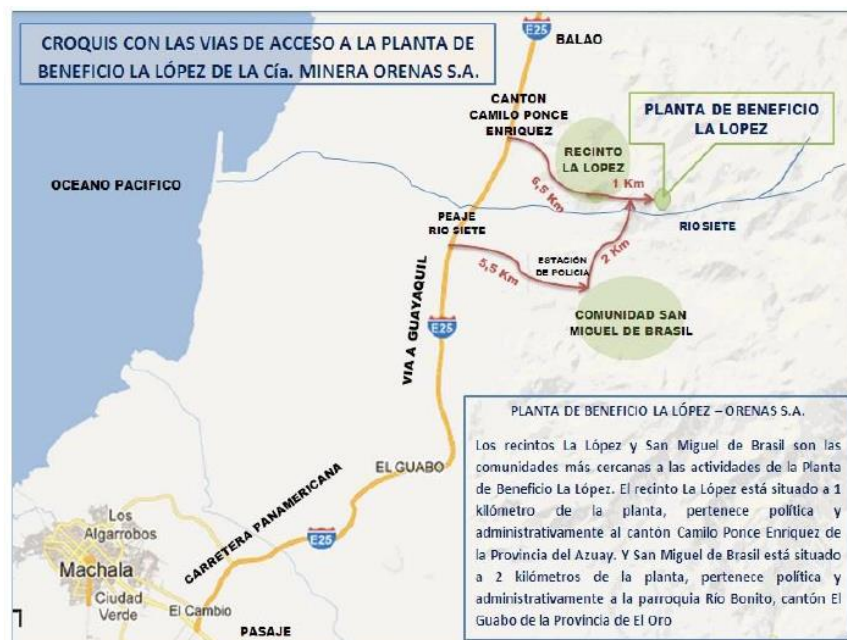 CROQUIS CON LAS VIAS DE ACCESO A LA PLANTA DE
BENEFICIO LA LÓPEZ DE LA Cía. MINERA ORENAS S.A.
E25
BALAO
CANTON
CAMILO PONCE
ENRIQUEZ
PLANTA DE BENEFICIO
LA LOPEZ
RECINTO
LA LOPEZ
OCEANO PACIFICO
6,5 Km
1 Km
PEAJE
RIO SIETE
RIO SIETE
ESTACIÓN
DE POLICIA
5,5 Km
2 Km
COMUNIDAD SAN
MIGUEL DE BRASIL
VIA A GUAYAQUIL
E25
EL GUABO
CARRETERA PANAMERICANA
E25
Los
Algarrobos
Machala
Ciudad
Verde
El Cambio
PASAJE
PLANTA DE BENEFICIO LA LÓPEZ – ORENAS S.A.
Los recintos La López y San Miguel de Brasil son las
comunidades más cercanas a las actividades de la Planta
de Beneficio La López. El recinto La López está situado a 1
kilómetro de la planta, pertenece política y
administrativamente al cantón Camilo Ponce Enriquez de
la Provincia del Azuay. Y San Miguel de Brasil está situado
a 2 kilómetros de la planta, pertenece política y
administrativamente a la parroquia Río Bonito, cantón El
Guabo de la Provincia de El Oro